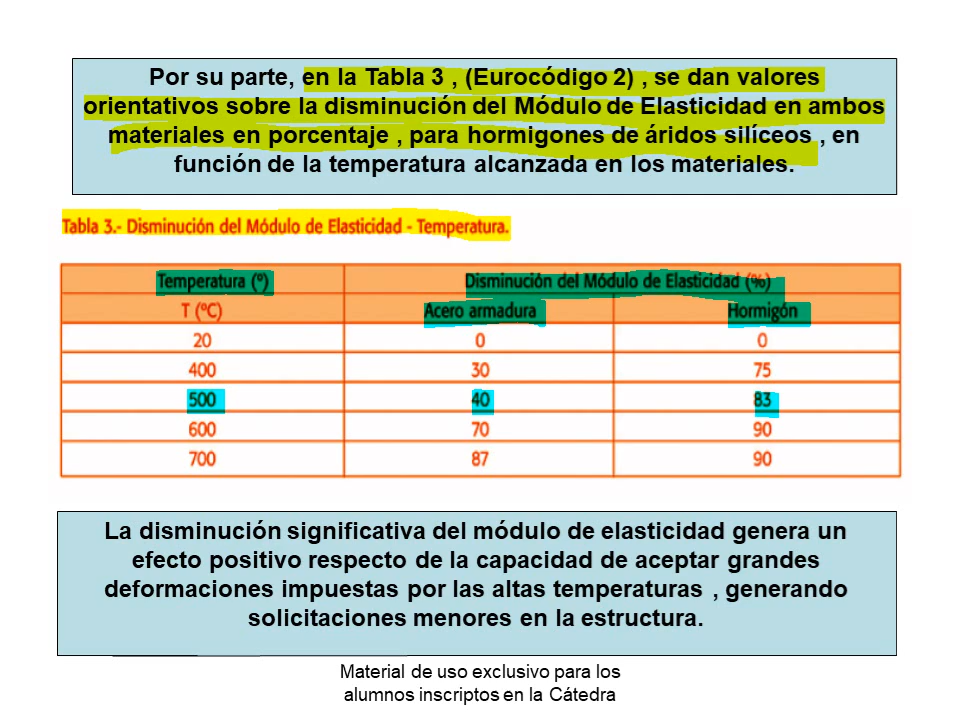 Por su parte, en la Tabla 3 , (Eurocódigo 2) , se dan valores
orientativos sobre la disminución del Módulo de Elasticidad en ambos
materiales en porcentaje , para hormigones de áridos silíceos , en
función de la temperatura alcanzada en los materiales.
Tabla 3.- Disminución del Módulo de Elasticidad - Temperatura.
Temperatura (º) Disminución del Módulo de Elasticidad (%)
T (ºC) Acero armadura Hormigón
20 0 0
400 30 75
500 40 83
600 70 90
700 87 90
La disminución significativa del módulo de elasticidad genera un
efecto positivo respecto de la capacidad de aceptar grandes
deformaciones impuestas por las altas temperaturas , generando
solicitaciones menores en la estructura.
Material de uso exclusivo para los
alumnos inscriptos en la Cátedra